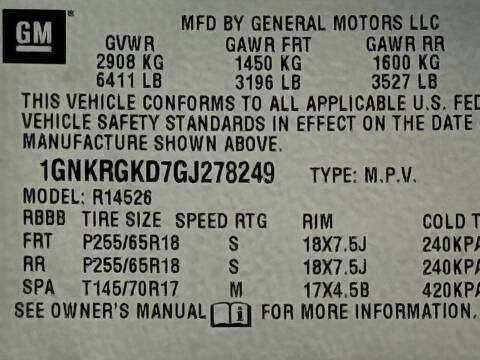 GM ® MFD BY GENERAL MOTORS LLC
GVWR GAWR FRT GAWR RR
2908 KG 1450 KG 1600 KG
6411 LB 3196 LB 3527 LB
THIS VEHICLE CONFORMS TO ALL APPLICABLE U.S. FED
VEHICLE SAFETY STANDARDS IN EFFECT ON THE DATE
MANUFACTURE SHOWN ABOVE.
1GNKRGKD7GJ278249 TYPE: M.P.V.
MODEL: R14526
RBBB TIRE SIZE SPEED RTG RIM COLD T
FRT P255/65R18 S 18X7.5J 240KPA
RR P255/65R18 S 18X7.5J 240KPA
SPA T145/70R17 M 17X4.5B 420KPA
SEE OWNER'S MANUAL i FOR MORE INFORMATION.